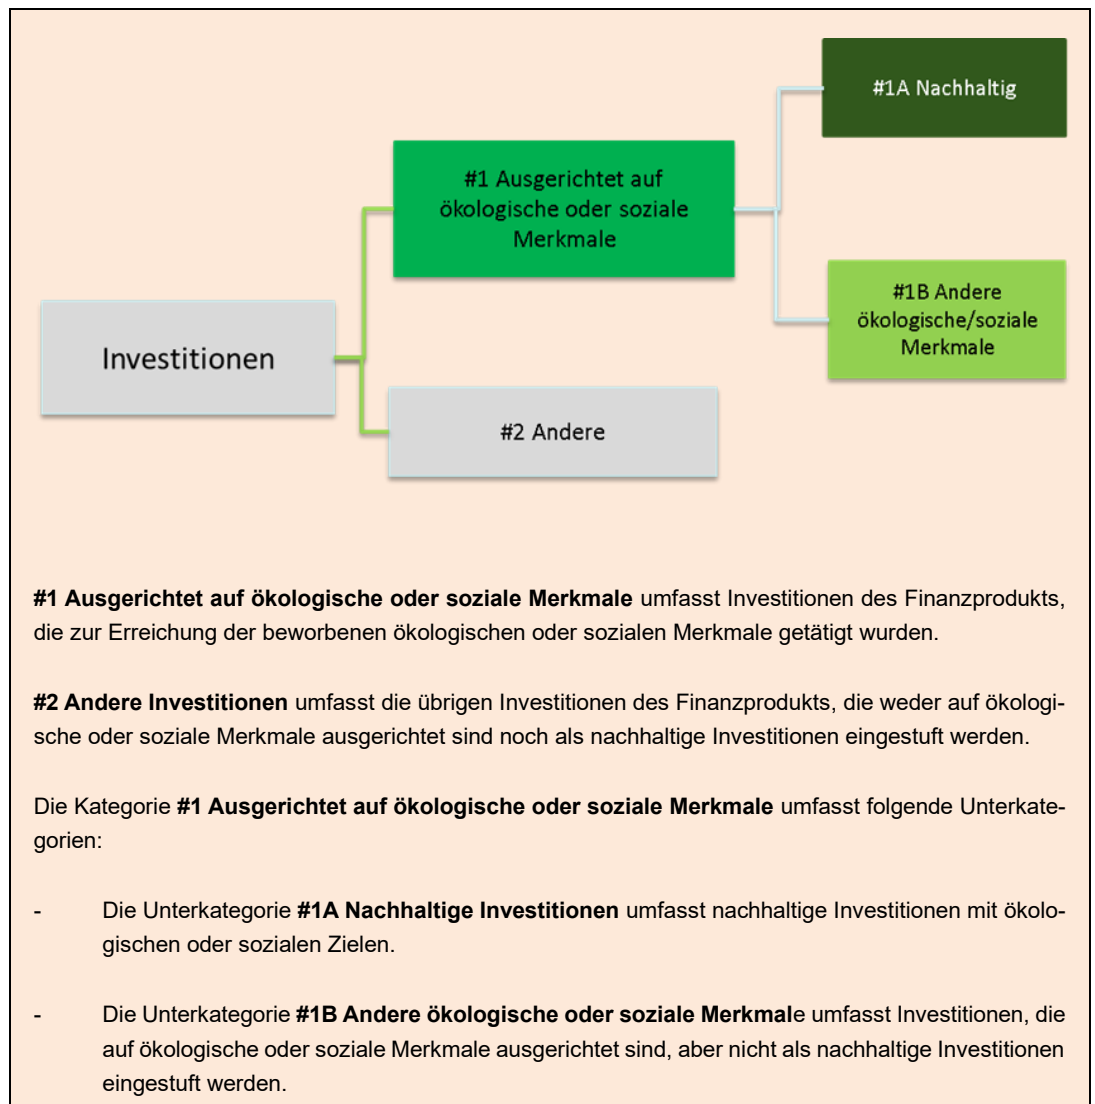 #1A Nachhaltig
#1 Ausgerichtet auf
ökologische oder soziale
Merkmale
#1B Andere
ökologische/soziale
Merkmale
Investitionen
#2 Andere
#1 Ausgerichtet auf ökologische oder soziale Merkmale umfasst Investitionen des Finanzprodukts,
die zur Erreichung der beworbenen ökologischen oder sozialen Merkmale getätigt wurden.
#2 Andere Investitionen umfasst die übrigen Investitionen des Finanzprodukts, die weder auf ökologi-
sche oder soziale Merkmale ausgerichtet sind noch als nachhaltige Investitionen eingestuft werden.
Die Kategorie #1 Ausgerichtet auf ökologische oder soziale Merkmale umfasst folgende Unterkate-
gorien:
- Die Unterkategorie #1A Nachhaltige Investitionen umfasst nachhaltige Investitionen mit ökolo-
gischen oder sozialen Zielen.
- Die Unterkategorie #1B Andere ökologische oder soziale Merkmale umfasst Investitionen, die
auf ökologische oder soziale Merkmale ausgerichtet sind, aber nicht als nachhaltige Investitionen
eingestuft werden.